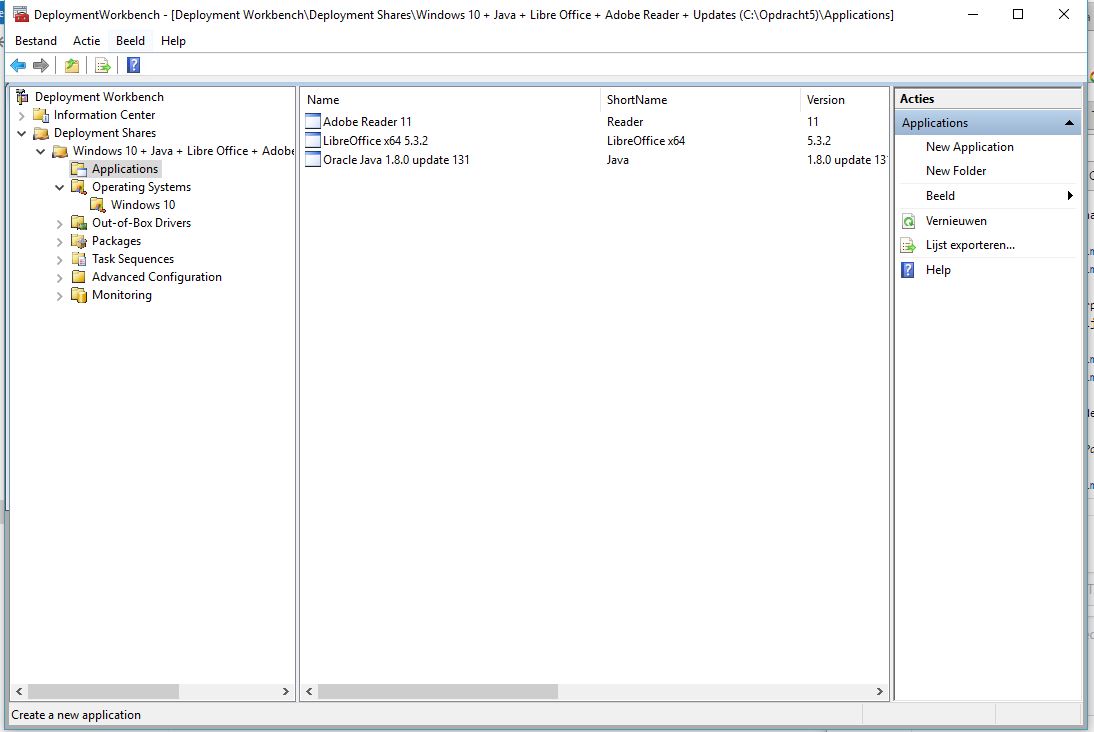 DeploymentWorkbench - [Deployment Workbench\Deployment Shares\Windows 10 + Java + Libre Office + Adobe Reader + Updates (C:\Opdracht5)\Applications]
Bestand Actie Beeld Help
Deployment Workbench
Information Center
Deployment Shares
Windows 10 + Java + Libre Office + Adobe
Applications
Operating Systems
Windows 10
Out-of-Box Drivers
Packages
Task Sequences
Advanced Configuration
Monitoring
Name ShortName Version
Adobe Reader 11 Reader 11
LibreOffice x64 5.3.2 LibreOffice x64 5.3.2
Oracle Java 1.8.0 update 131 Java 1.8.0 update 13
Acties
Applications
New Application
New Folder
Beeld
Vernieuwen
Lijst exporteren...
Help
Create a new application